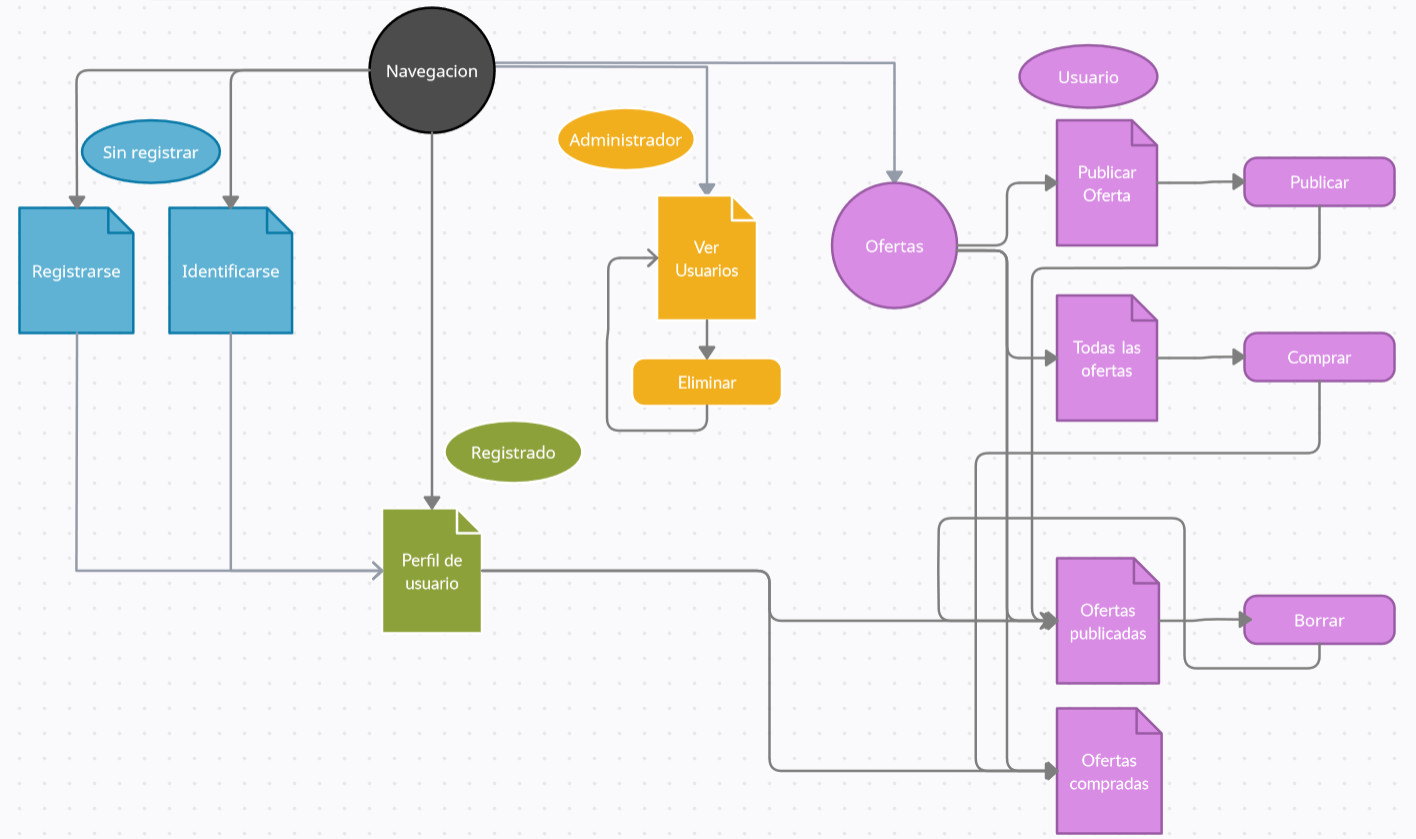 Navegacion
Usuario
Sin registrar
Administrador
Publicar
Oferta
Publicar
Registrarse
Identificarse
Ver
Usuarios
Ofertas
Todas las
ofertas
Comprar
Eliminar
Registrado
Perfil de
usuario
Ofertas
publicadas
Borrar
Ofertas
compradas